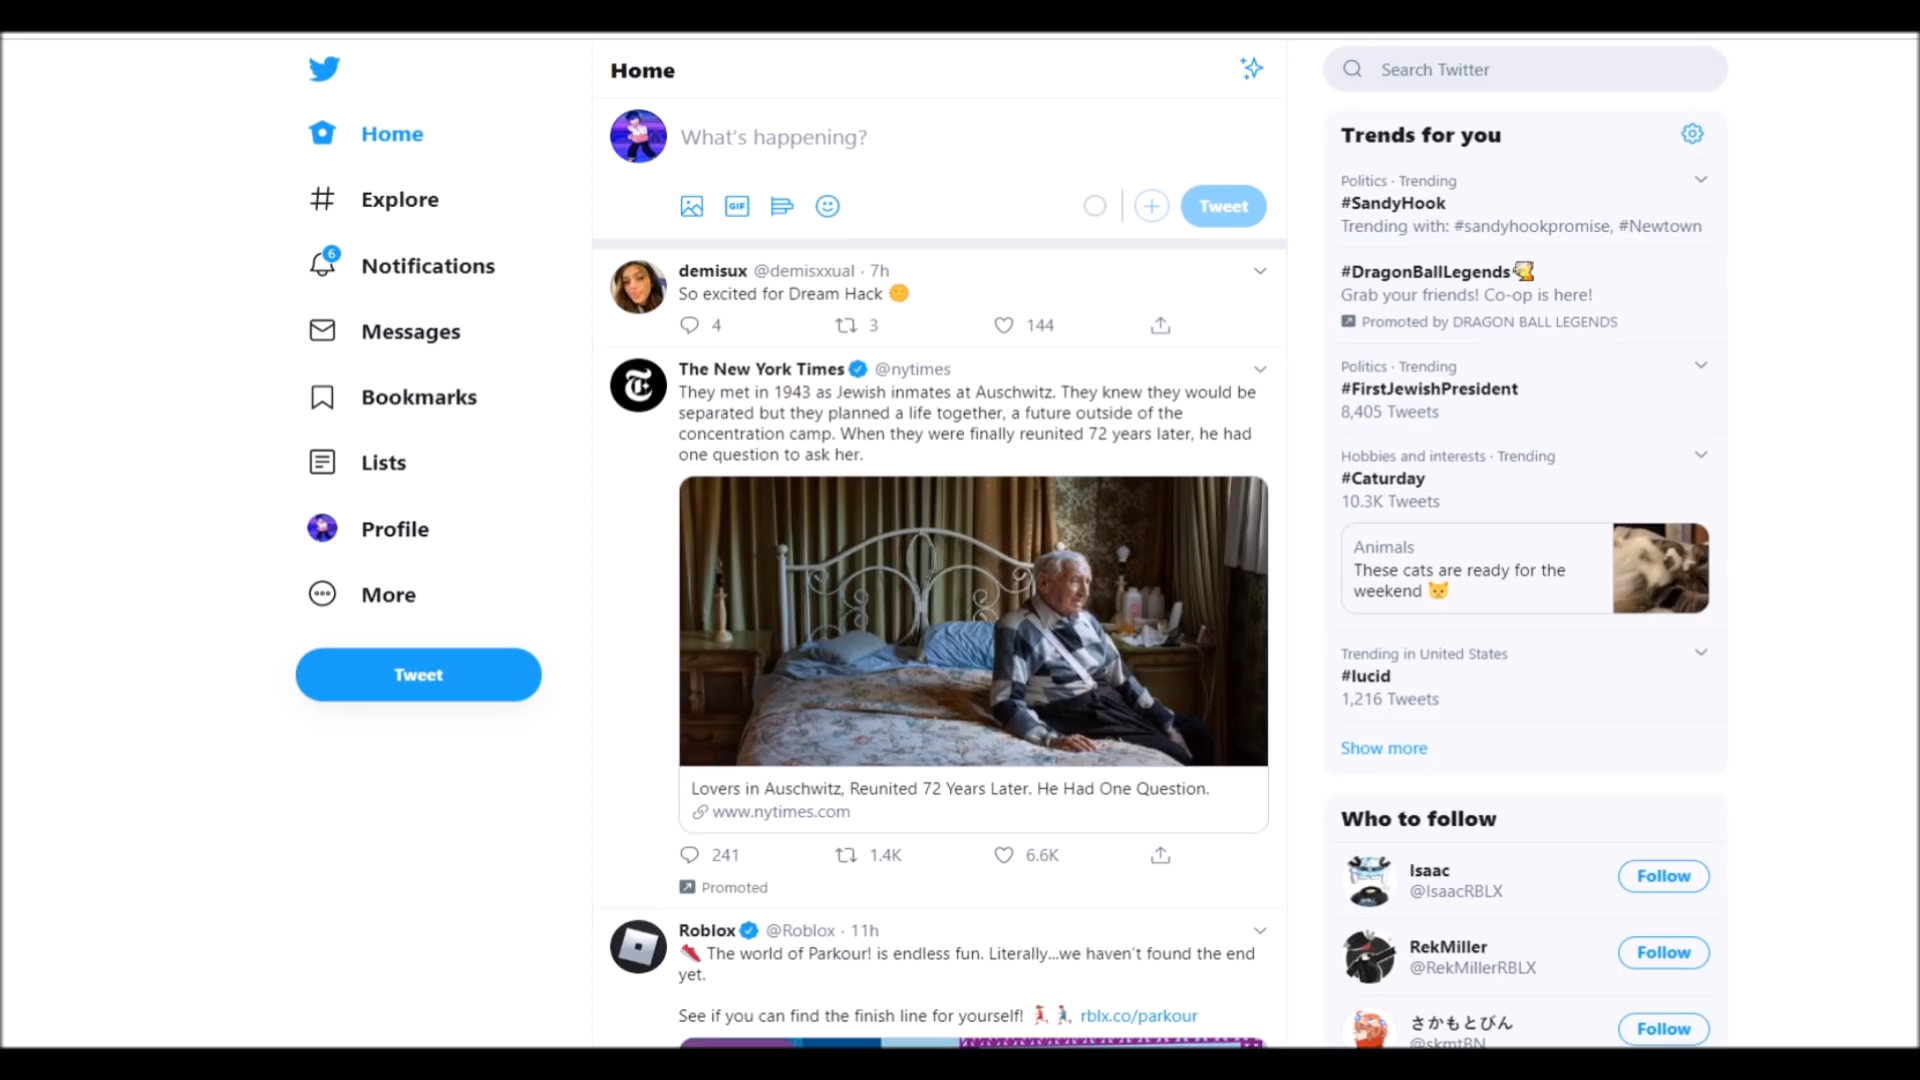 Home
Explore
6
Notifications
Messages
Bookmarks
Lists
Profile
More
Tweet
Home
What's happening?
GIF
Tweet
demisux @demisxxual · 7h
So excited for Dream Hack 🌞
4 3 144
The New York Times @nytimes
They met in 1943 as Jewish inmates at Auschwitz. They knew they would be
separated but they planned a life together, a future outside of the
concentration camp. When they were finally reunited 72 years later, he had
one question to ask her.
Lovers in Auschwitz, Reunited 72 Years Later. He Had One Question.
www.nytimes.com
241 1.4K 6.6K
Promoted
Roblox @Roblox · 11h
The world of Parkour! is endless fun. Literally...we haven't found the end
yet.
See if you can find the finish line for yourself! rblx.co/parkour
Search Twitter
Trends for you
Politics · Trending
#SandyHook
Trending with: #sandyhookpromise, #Newtown
#DragonBallLegends
Grab your friends! Co-op is here!
Promoted by DRAGON BALL LEGENDS
Politics · Trending
#FirstJewishPresident
8,405 Tweets
Hobbies and interests · Trending
#Caturday
10.3K Tweets
Animals
These cats are ready for the
weekend 🐱
Trending in United States
#lucid
1,216 Tweets
Show more
Who to follow
Isaac
@IsaacRBLX
Follow
RekMiller
@RekMillerRBLX
Follow
さかもとびん
@skmtBN
Follow